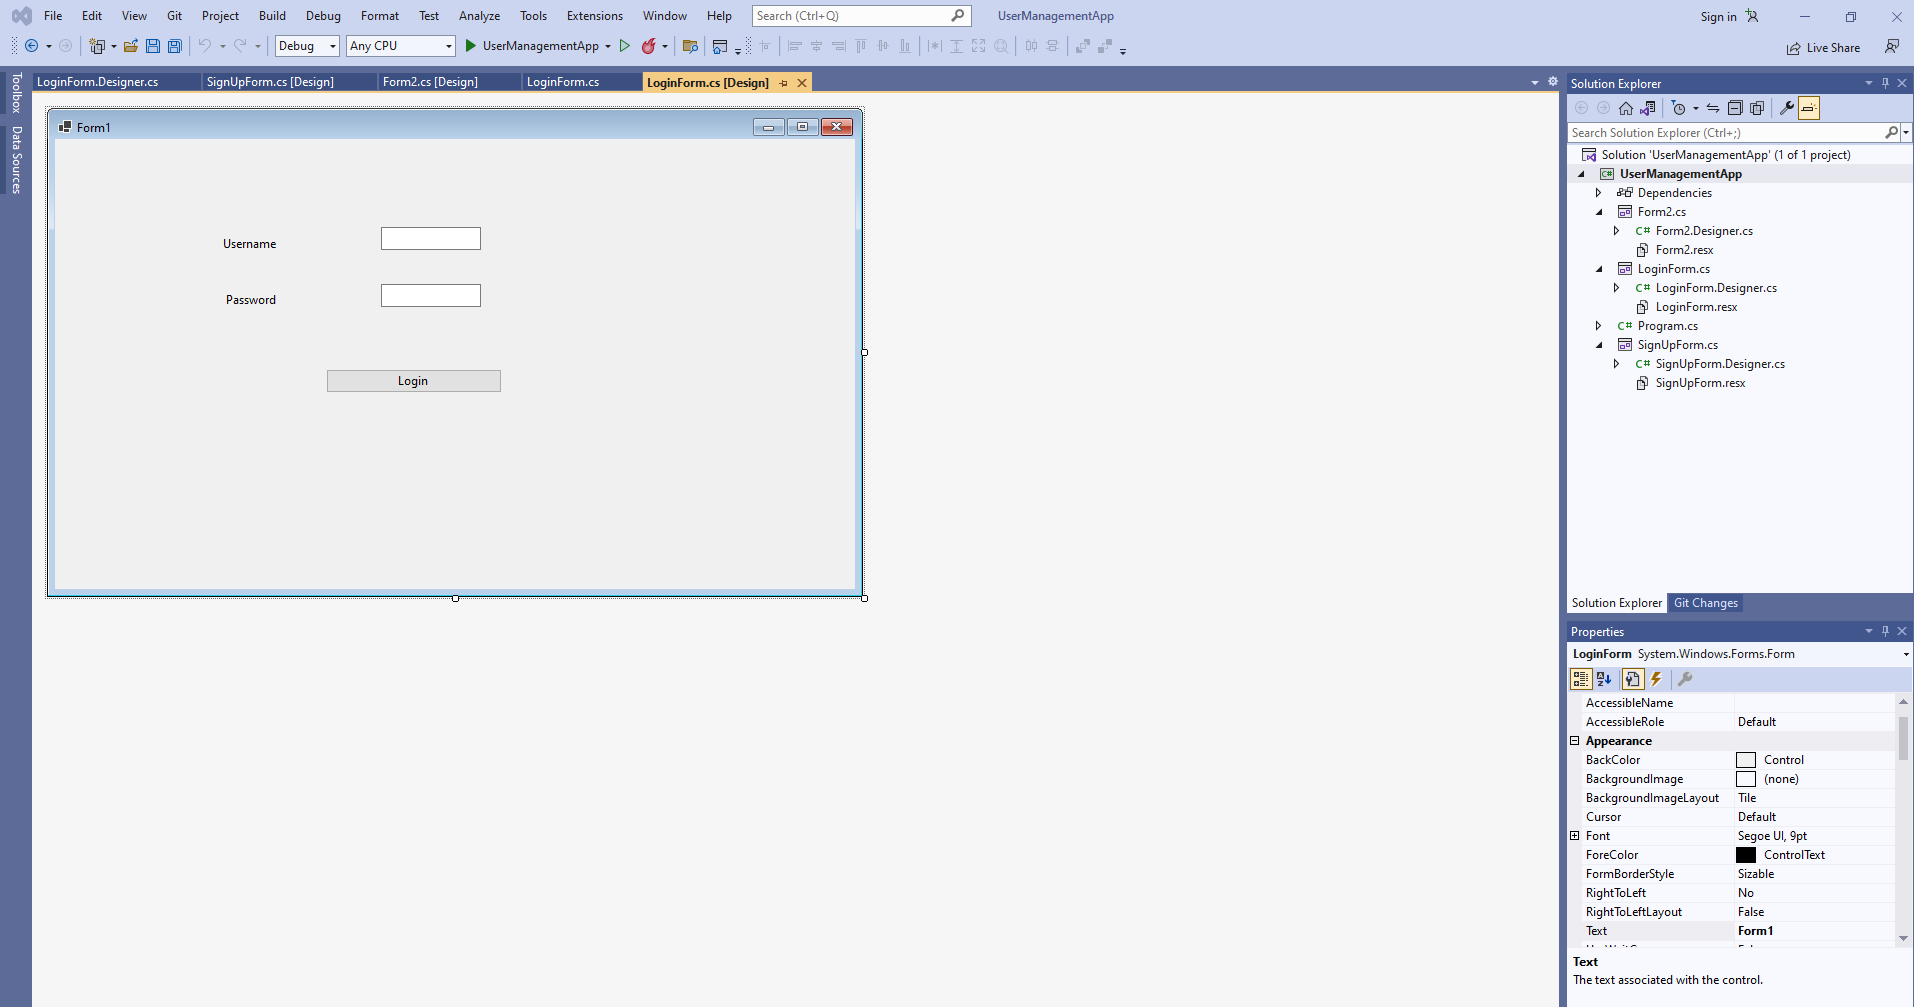 File Edit View Git Project Build Debug Format Test Analyze Tools Extensions Window Help Search (Ctrl+Q) UserManagementApp Sign in
Debug Any CPU UserManagementApp Live Share
Toolbox
Data Sources
LoginForm.Designer.cs SignUpForm.cs [Design] Form2.cs [Design] LoginForm.cs LoginForm.cs [Design]
Form1
Username
Password
Login
Solution Explorer
Search Solution Explorer (Ctrl+;)
Solution 'UserManagementApp' (1 of 1 project)
C# UserManagementApp
Dependencies
Form2.cs
C# Form2.Designer.cs
Form2.resx
LoginForm.cs
C# LoginForm.Designer.cs
LoginForm.resx
C# Program.cs
SignUpForm.cs
C# SignUpForm.Designer.cs
SignUpForm.resx
Solution Explorer Git Changes
Properties
LoginForm System.Windows.Forms.Form
AccessibleName
AccessibleRole Default
Appearance
BackColor Control
BackgroundImage (none)
BackgroundImageLayout Tile
Cursor Default
Font Segoe UI, 9pt
ForeColor ControlText
FormBorderStyle Sizable
RightToLeft No
RightToLeftLayout False
Text Form1
Text
The text associated with the control.